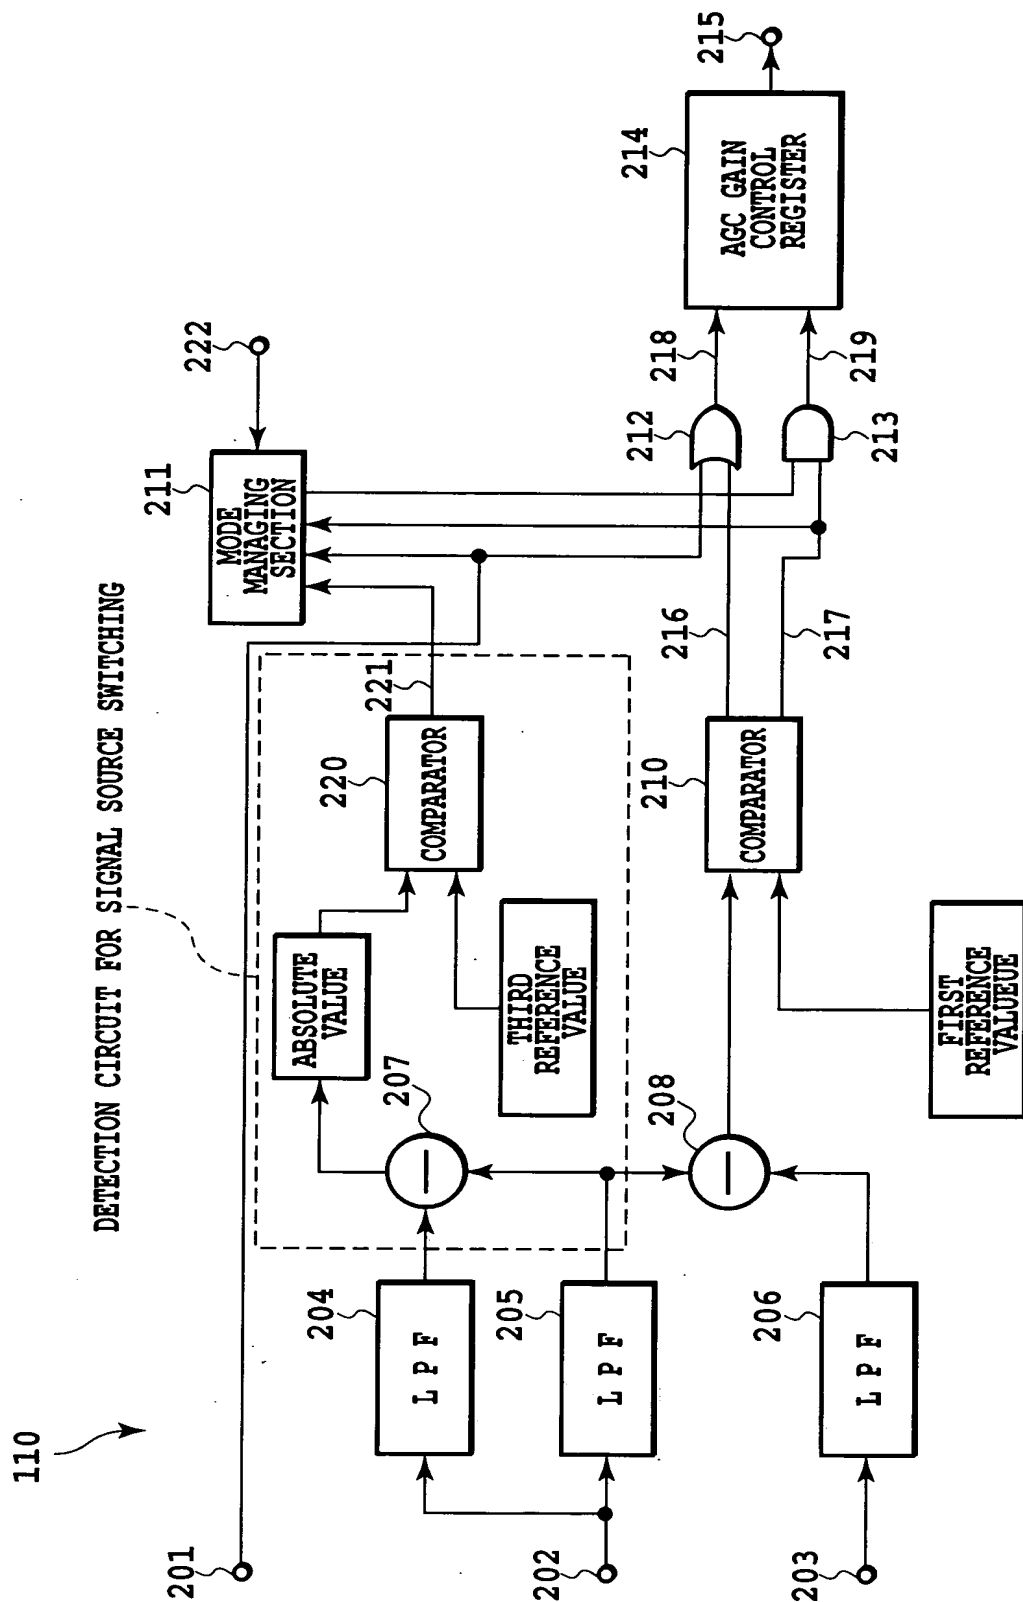 110
DETECTION CIRCUIT FOR SIGNAL SOURCE SWITCHING
201
202
203
204
LPF
205
LPF
206
LPF
207
208
ABSOLUTE
VALUE
THIRD
REFERENCE
VALUE
FIRST
REFERENCE
VALUEUE
220
COMPARATOR
221
210
COMPARATOR
216
217
211
MODE
MANAGING
SECTION
222
212
213
218
219
214
AGC GAIN
CONTROL
REGISTER
215